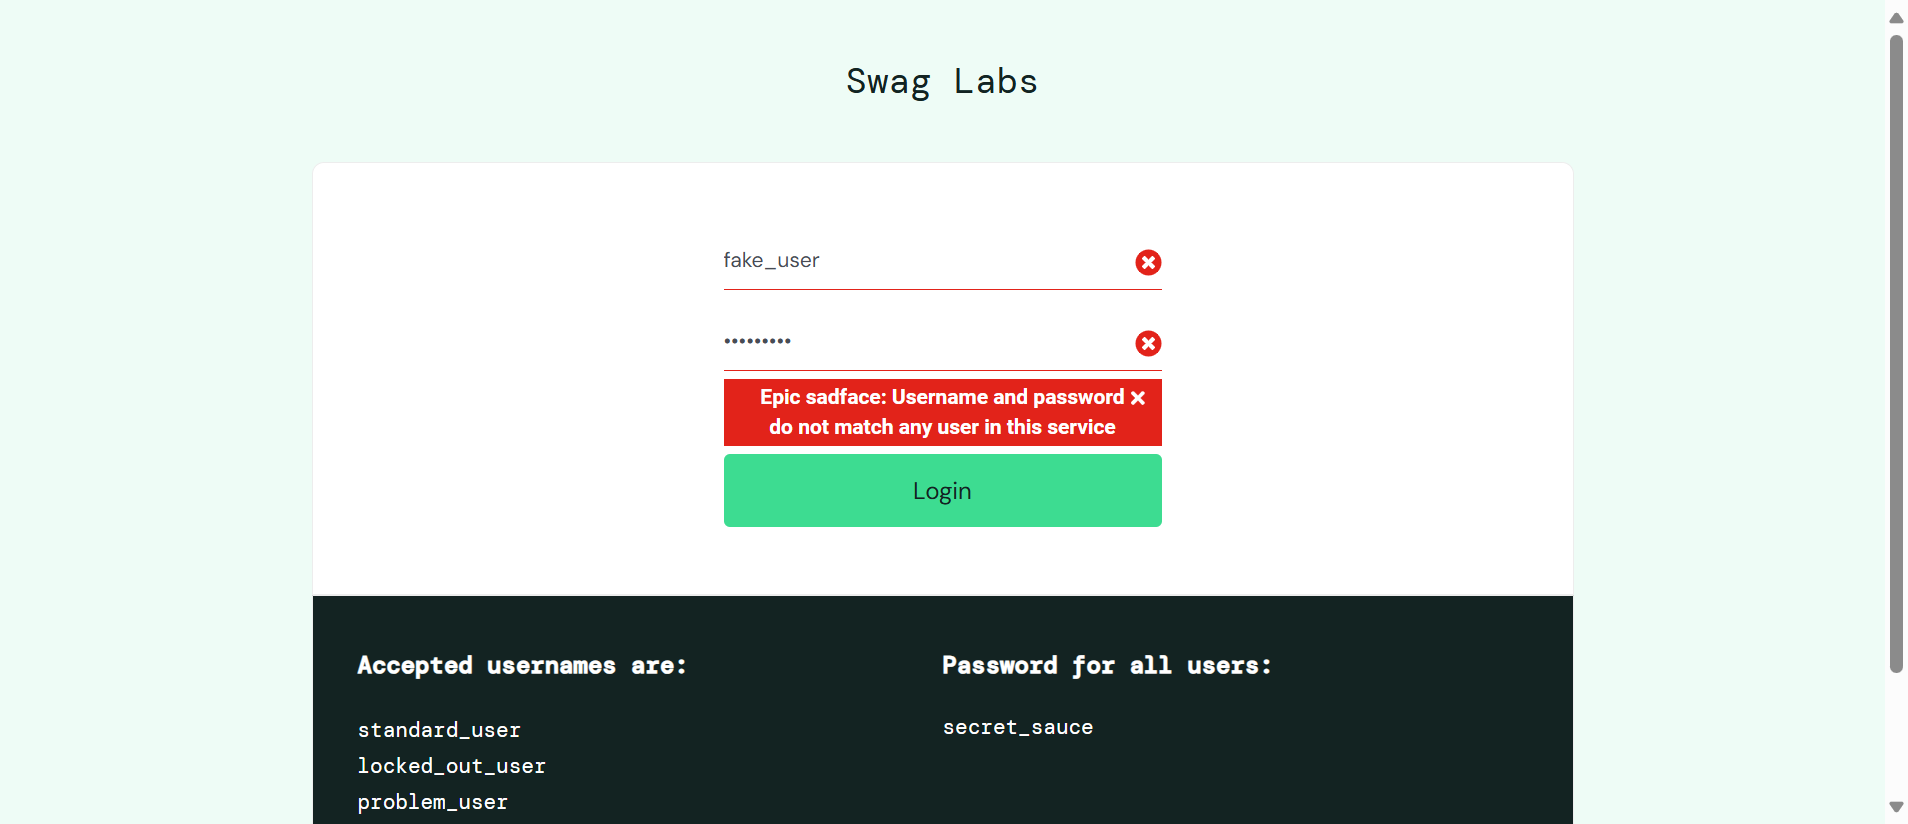 Swag Labs
fake_user
•••••••••
Epic sadface: Username and password
do not match any user in this service
Login
Accepted usernames are:
standard_user
locked_out_user
problem_user
Password for all users:
secret_sauce